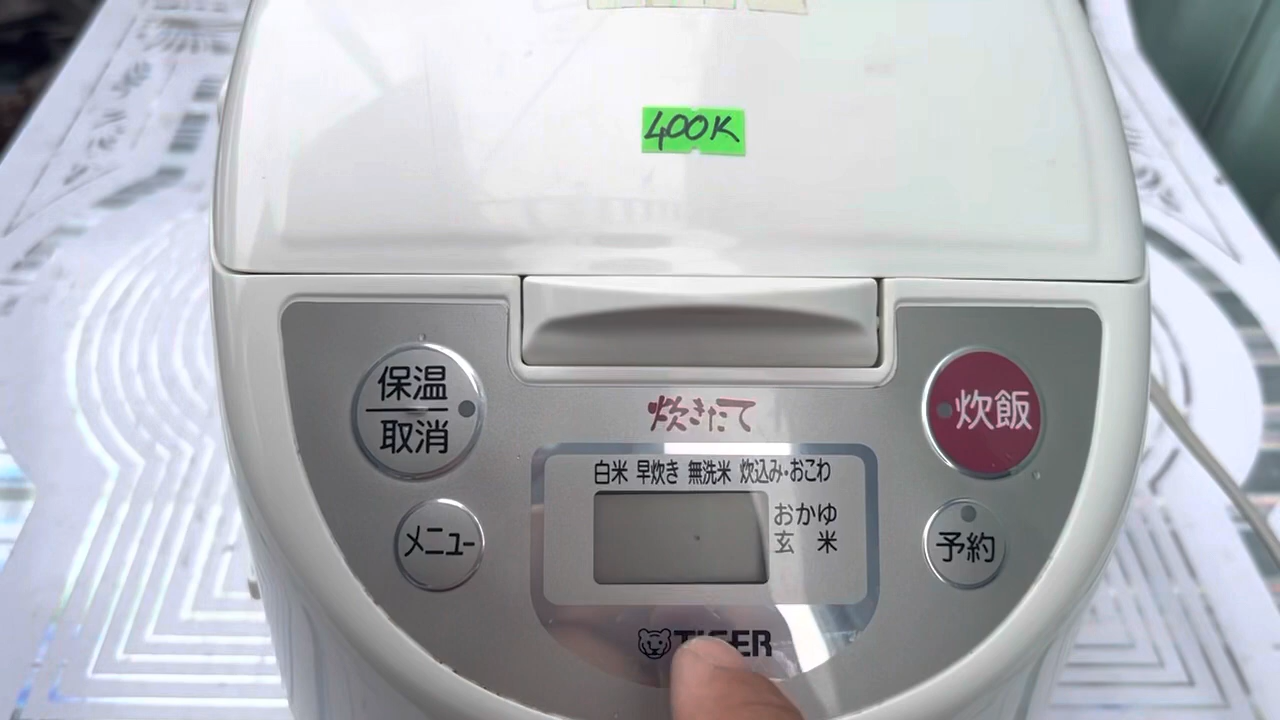 400K
保温
取消
炊きたて
炊飯
白米 早炊き 無洗米 炊込み・おこわ
おかゆ
玄米
メニュー
予約
TIGER